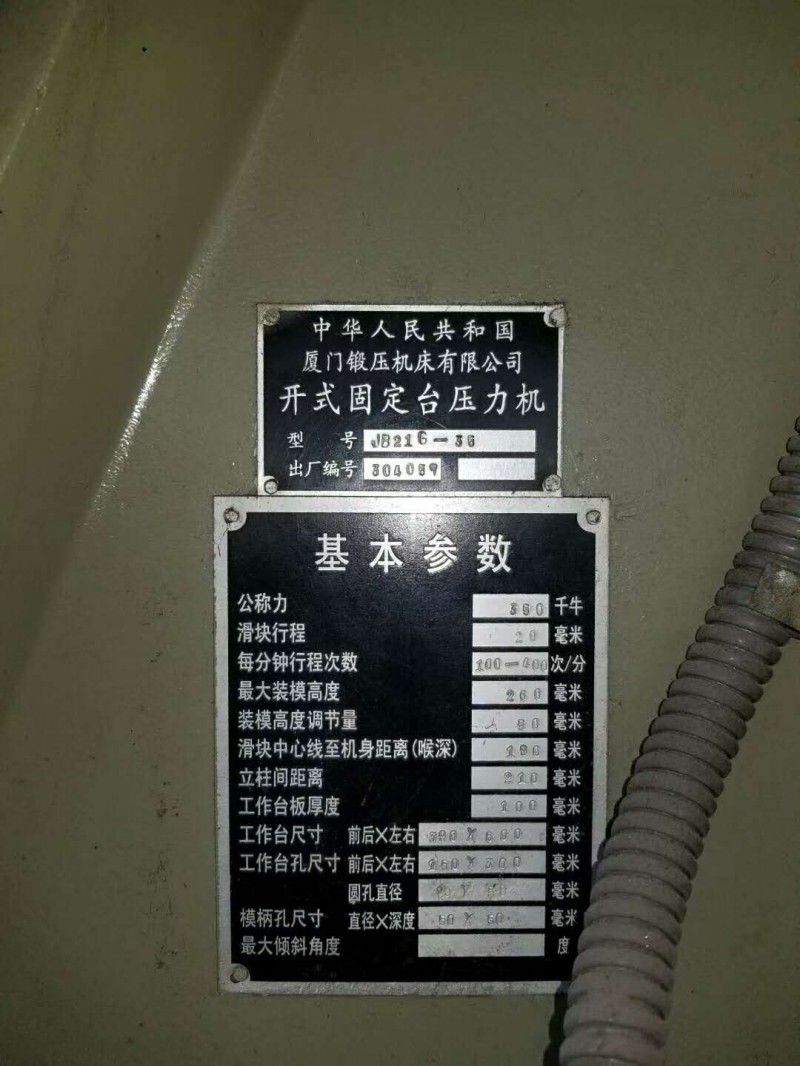 中华人民共和国
厦门锻压机床有限公司
开式固定台压力机
型号 JB21G-35
出厂编号 304067
基本参数
公称力 350 千牛
滑块行程 20 毫米
每分钟行程次数 100-400 次/分
最大装模高度 260 毫米
装模高度调节量 毫米
滑块中心线至机身距离(喉深) 190 毫米
立柱间距离 210 毫米
工作台板厚度 100 毫米
工作台尺寸 前后X左右 毫米
工作台孔尺寸 前后X左右 毫米
圆孔直径 毫米
模柄孔尺寸 直径X深度 毫米
最大倾斜角度 度